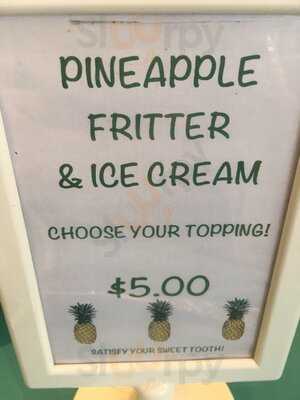 PINEAPPLE
FRITTER
& ICE CREAM
CHOOSE YOUR TOPPING!
$5.00
SATISFY YOUR SWEET TOOTH!